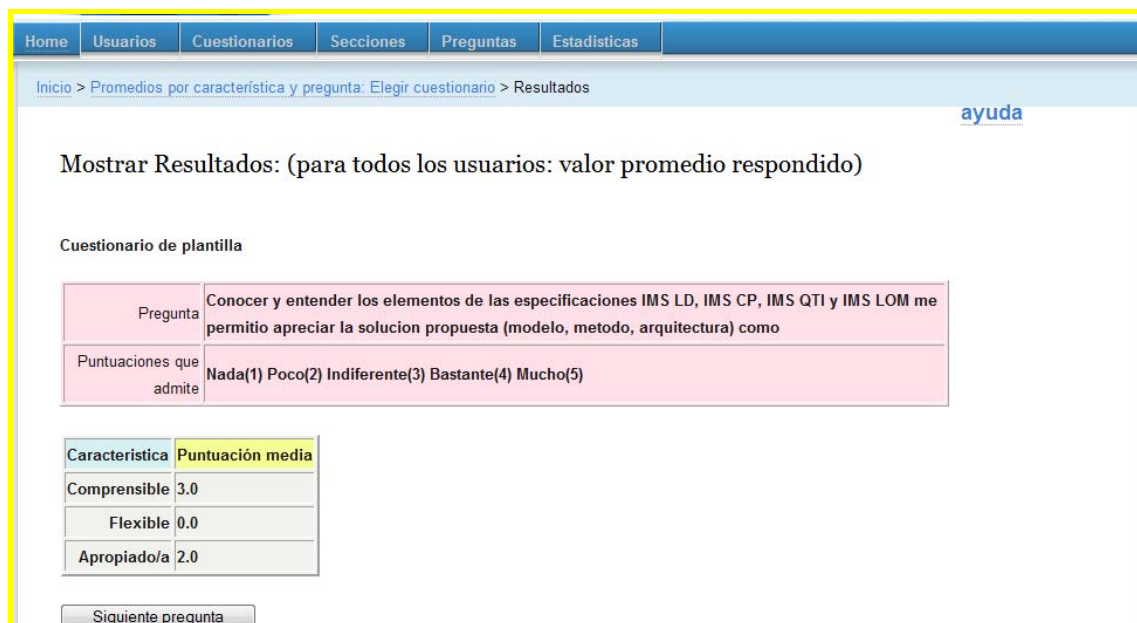 Home Usuarios Cuestionarios Secciones Preguntas Estadisticas
Inicio > Promedios por característica y pregunta: Elegir cuestionario > Resultados
ayuda
Mostrar Resultados: (para todos los usuarios: valor promedio respondido)
Cuestionario de plantilla
Pregunta
Conocer y entender los elementos de las especificaciones IMS LD, IMS CP, IMS QTI y IMS LOM me
permitio apreciar la solucion propuesta (modelo, metodo, arquitectura) como
Puntuaciones que
admite
Nada(1) Poco(2) Indiferente(3) Bastante(4) Mucho(5)
Caracteristica Puntuación media
Comprensible 3.0
Flexible 0.0
Apropiado/a 2.0
Siguiente pregunta